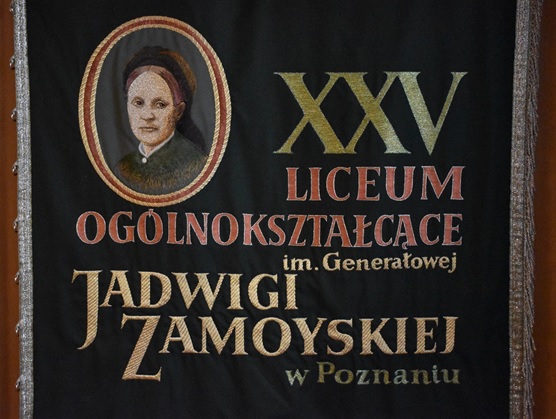 XXV
LICEUM
OGÓLNOKSZTAŁCĄCE
im. Generałowej
JADWIGI
ZAMOYSKIEJ
w Poznaniu